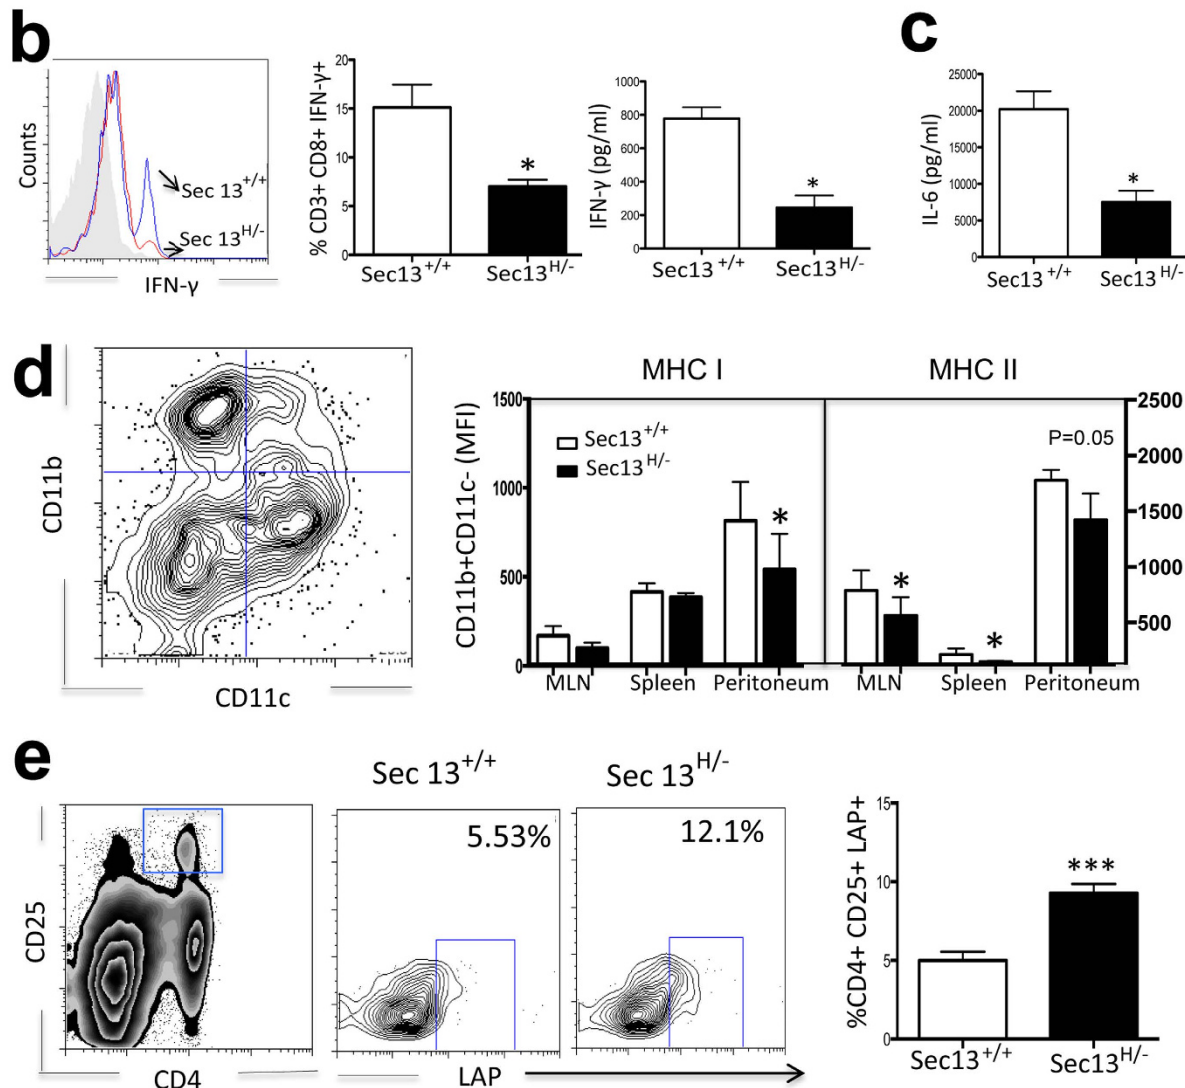 b
Counts
Sec 13+/+
Sec 13H/-
IFN-γ
% CD3+ CD8+ IFN-γ+
20
15
10
5
0
Sec13+/+
Sec13H/-
IFN-γ (pg/ml)
1000
800
600
400
200
0
Sec13+/+
Sec13H/-
*
*
c
IL-6 (pg/ml)
25000
20000
15000
10000
5000
0
Sec13+/+
Sec13H/-
*
d
CD11b
CD11c
MHC I
MHC II
CD11b+CD11c- (MFI)
1500
1000
500
0
Sec13+/+
Sec13H/-
P=0.05
2500
2000
1500
1000
500
*
*
*
MLN
Spleen
Peritoneum
MLN
Spleen
Peritoneum
e
CD25
CD4
Sec 13+/+
5.53%
Sec 13H/-
12.1%
LAP
%CD4+ CD25+ LAP+
15
10
5
0
***
Sec13+/+
Sec13H/-